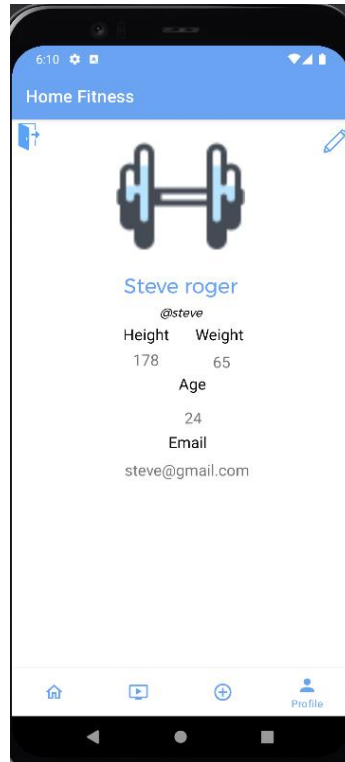 6:10
Home Fitness
Steve roger
@steve
Height Weight
178 65
Age
24
Email
steve@gmail.com
Profile